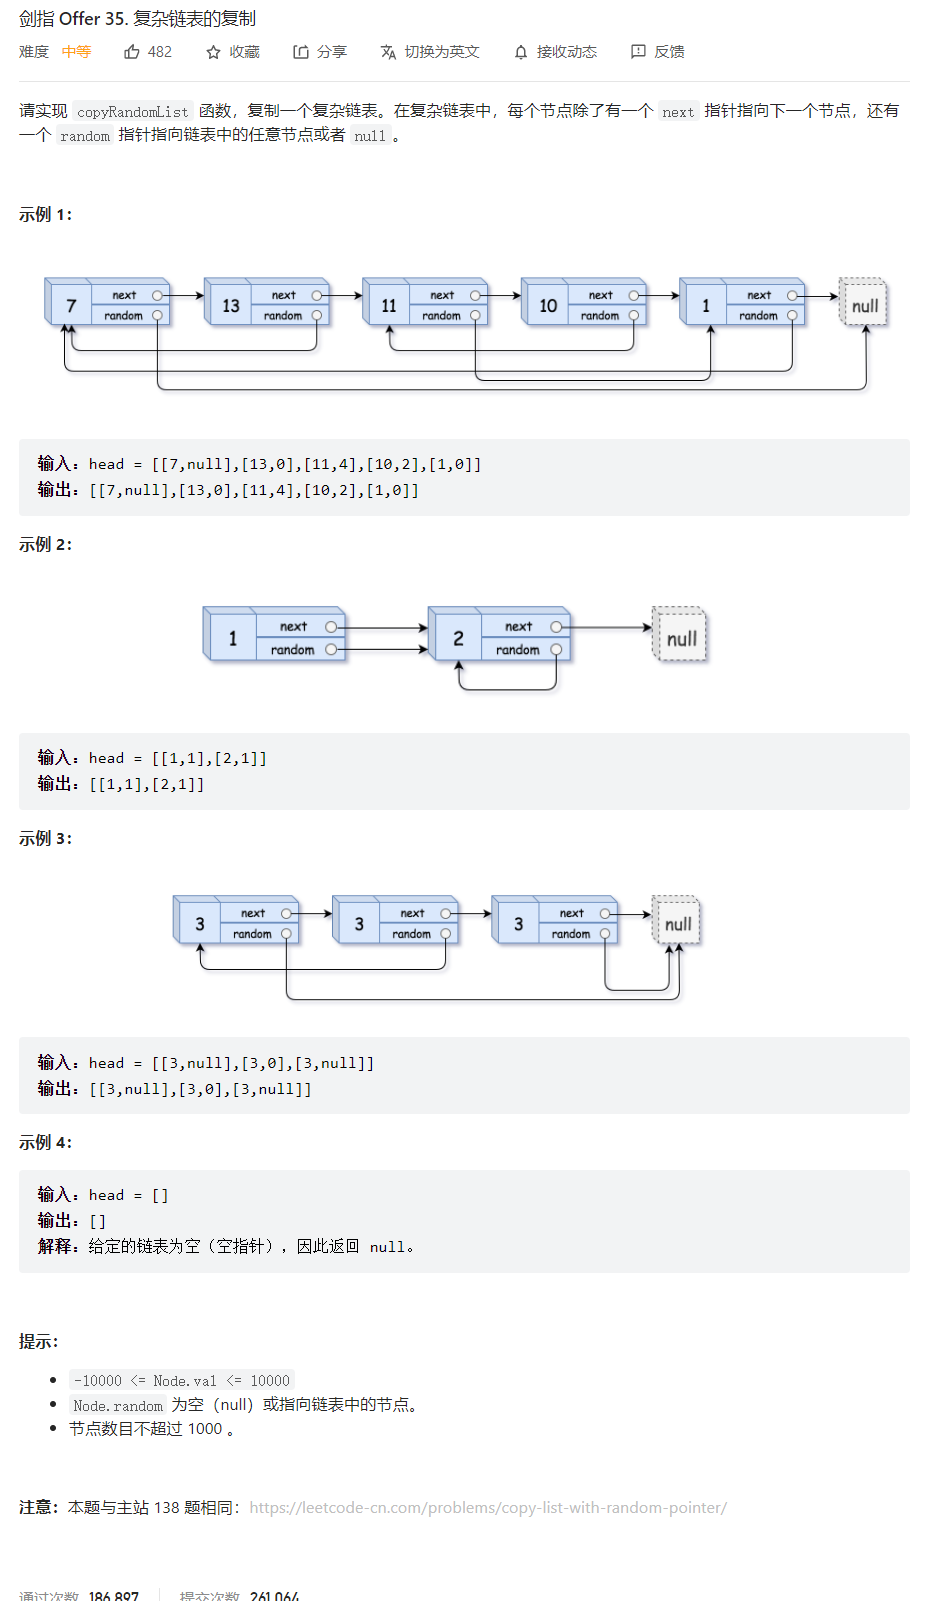 剑指 Offer 35. 复杂链表的复制
难度 中等 482 收藏 分享 切换为英文 接收动态 反馈
请实现 copyRandomList 函数，复制一个复杂链表。在复杂链表中，每个节点除了有一个 next 指针指向下一个节点，还有
一个 random 指针指向链表中的任意节点或者 null 。
示例 1：
7 next random 13 next random 11 next random 10 next random 1 next random null
输入：head = [[7,null],[13,0],[11,4],[10,2],[1,0]]
输出：[[7,null],[13,0],[11,4],[10,2],[1,0]]
示例 2：
1 next random 2 next random null
输入：head = [[1,1],[2,1]]
输出：[[1,1],[2,1]]
示例 3：
3 next random 3 next random 3 next random null
输入：head = [[3,null],[3,0],[3,null]]
输出：[[3,null],[3,0],[3,null]]
示例 4：
输入：head = []
输出：[]
解释：给定的链表为空（空指针），因此返回 null。
提示：
-10000 <= Node.val <= 10000
Node.random 为空（null）或指向链表中的节点。
节点数目不超过 1000 。
注意：本题与主站 138 题相同：https://leetcode-cn.com/problems/copy-list-with-random-pointer/
通过次数 186,897 提交次数 261,064